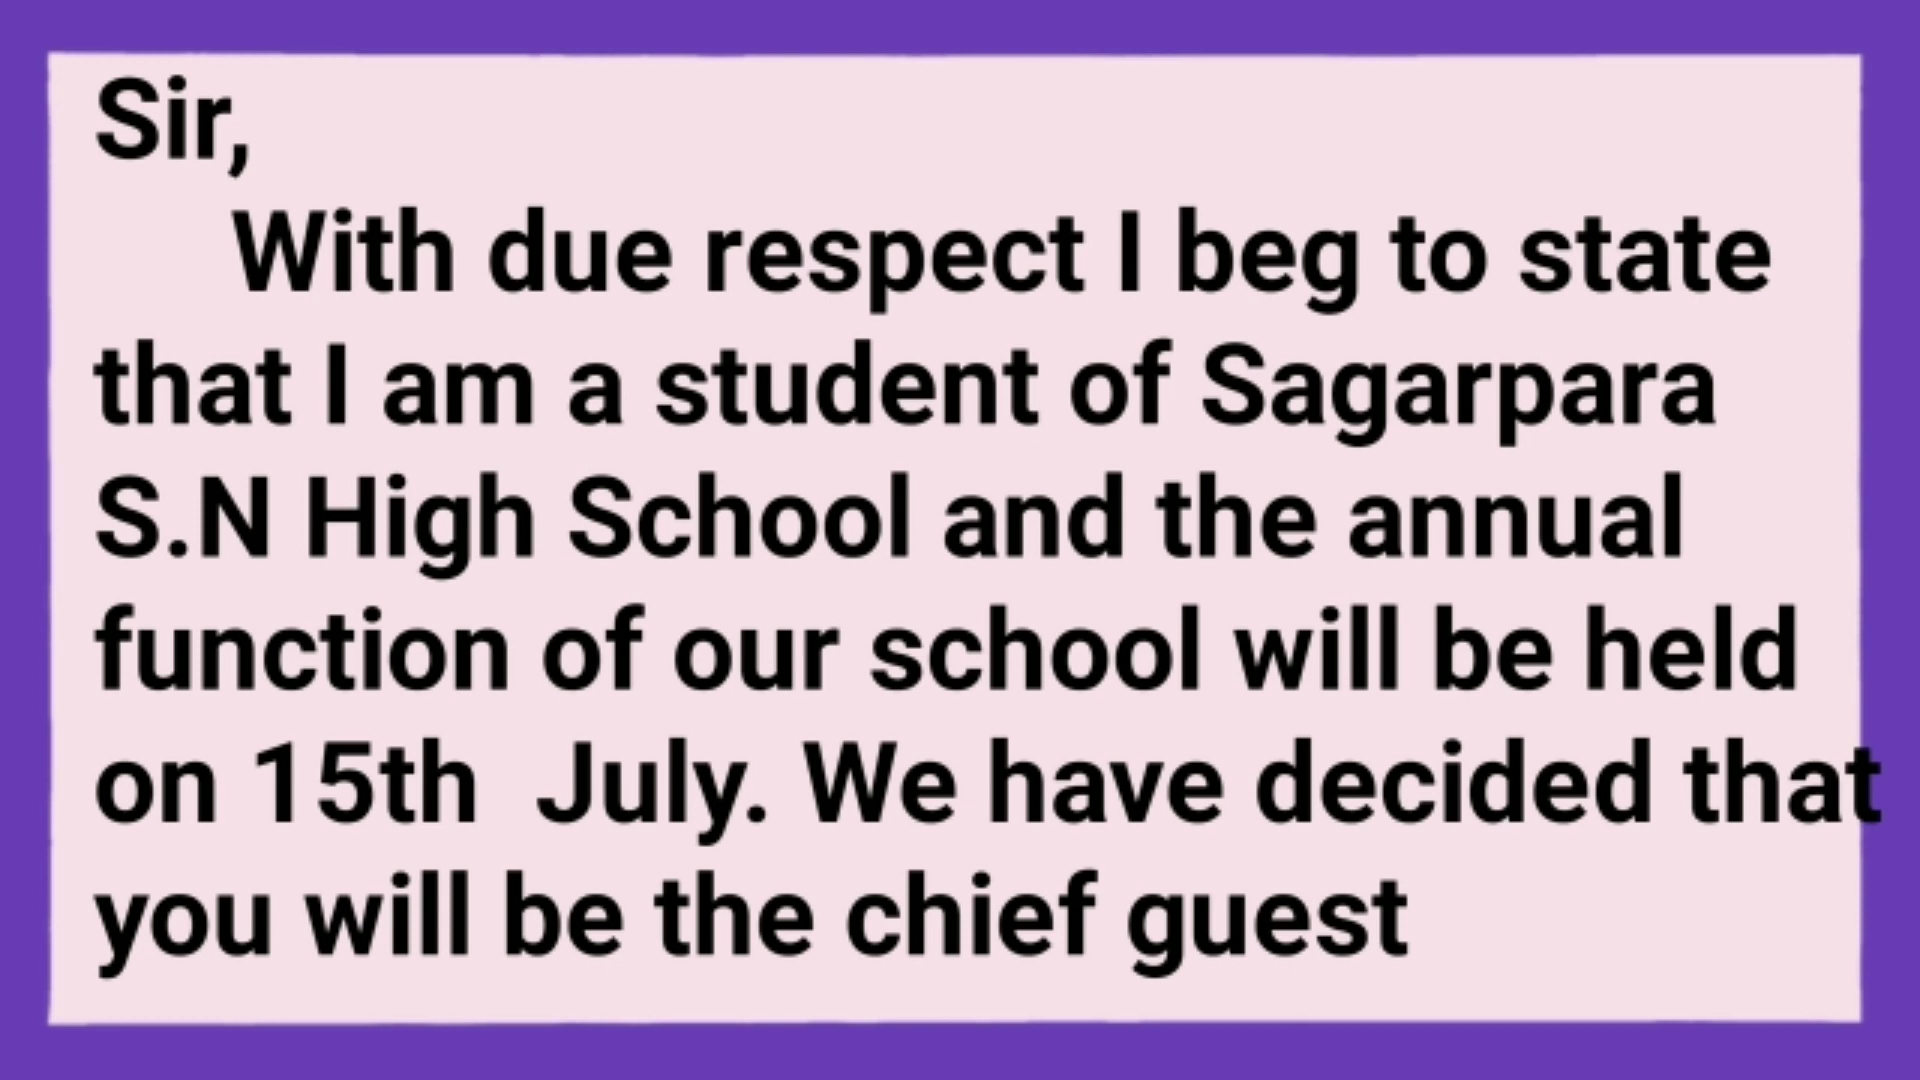 Sir,
With due respect I beg to state
that I am a student of Sagarpara
S.N High School and the annual
function of our school will be held
on 15th  July. We have decided that
you will be the chief guest